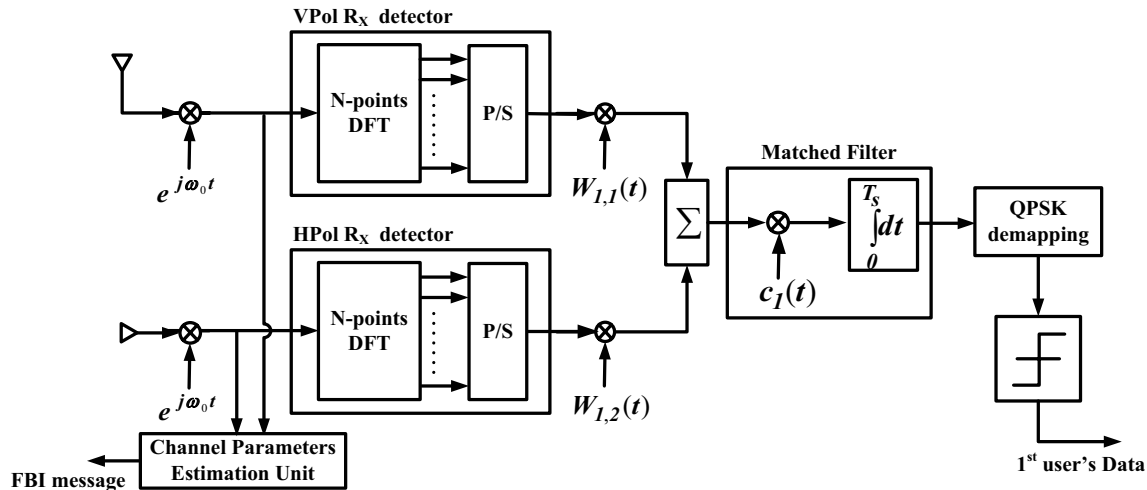 VPol R_X detector
N-points
DFT
P/S
e^{jω_0 t}
W_{1,1}(t)
Matched Filter
∑
T_s
∫dt
0
c_1(t)
QPSK
demapping
HPol R_X detector
N-points
DFT
P/S
e^{jω_0 t}
W_{1,2}(t)
Channel Parameters
Estimation Unit
FBI message
1^{st} user's Data